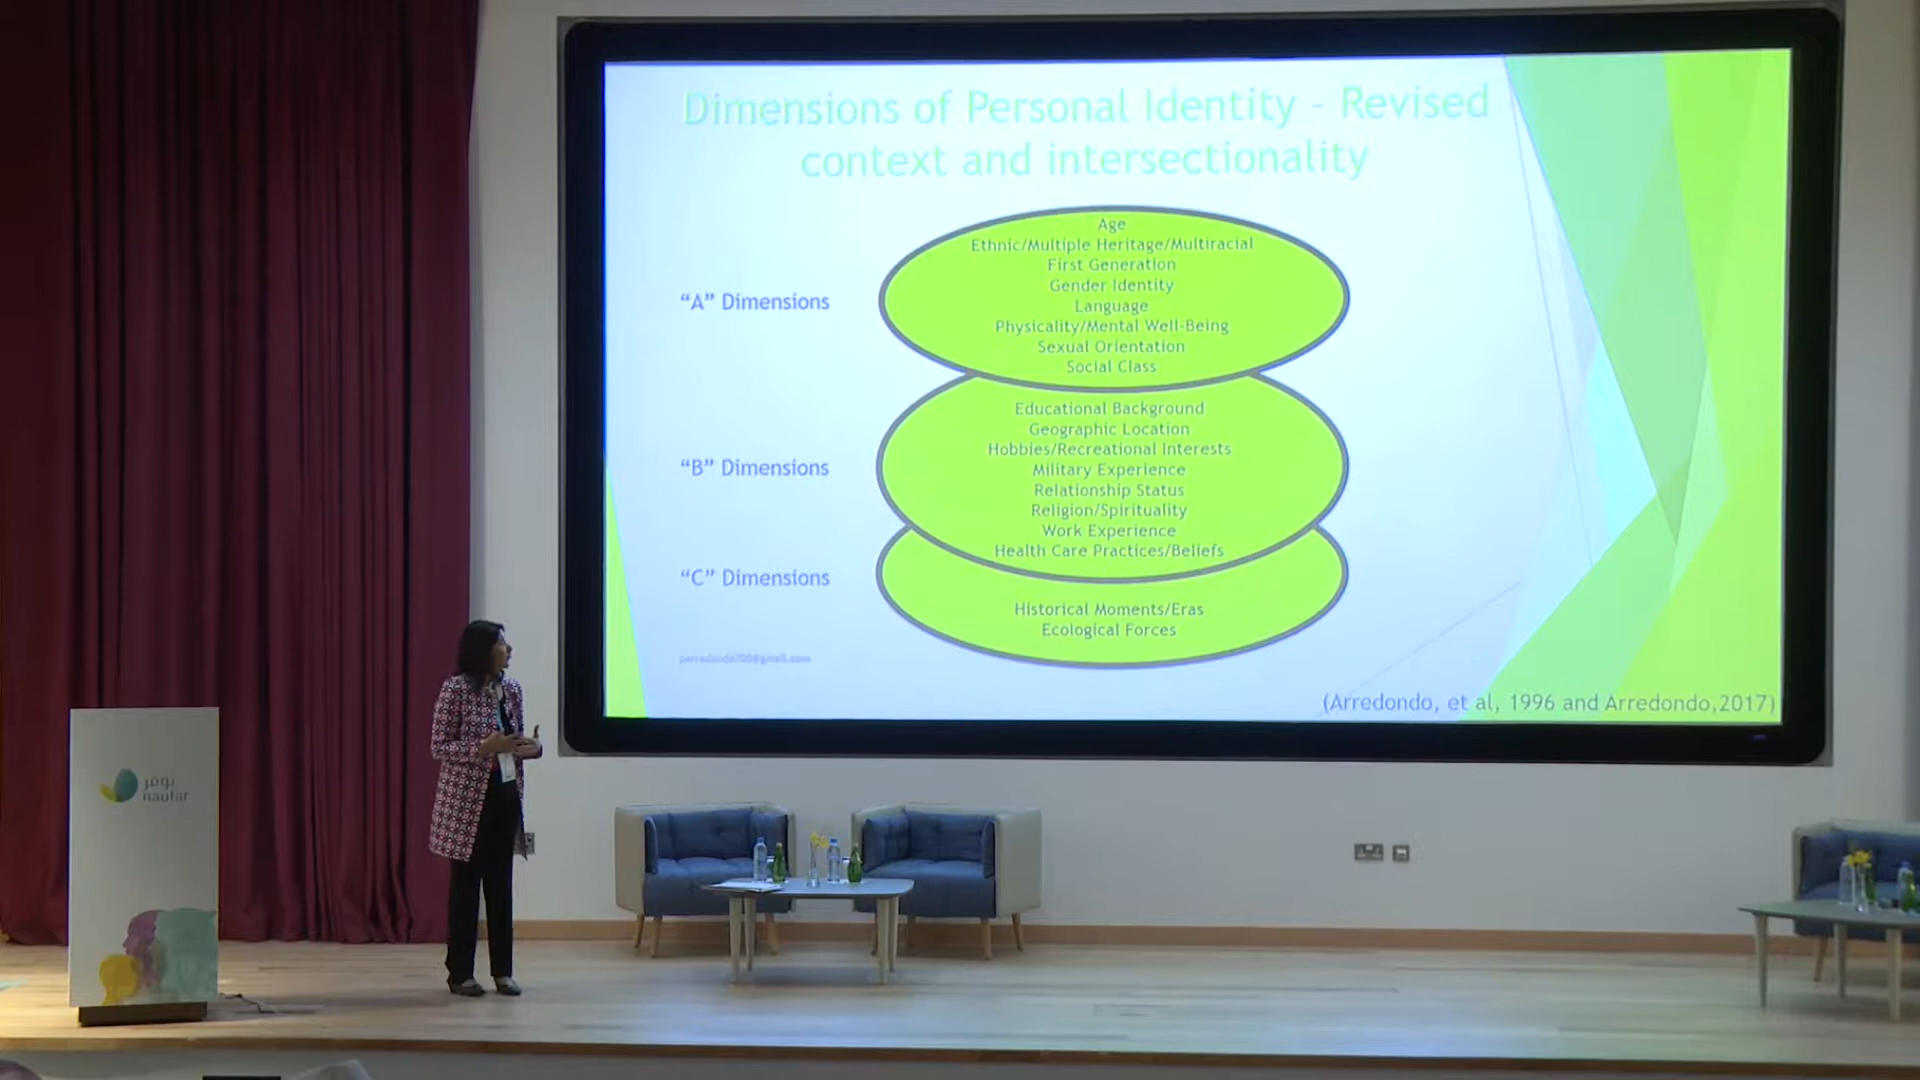 Dimensions of Personal Identity - Revised
context and intersectionality
"A" Dimensions
Age
Ethnic/Multiple Heritage/Multiracial
First Generation
Gender Identity
Language
Physicality/Mental Well-Being
Sexual Orientation
Social Class
"B" Dimensions
Educational Background
Geographic Location
Hobbies/Recreational Interests
Military Experience
Relationship Status
Religion/Spirituality
Work Experience
Health Care Practices/Beliefs
"C" Dimensions
Historical Moments/Eras
Ecological Forces
parredondo700@gmail.com
(Arredondo, et al, 1996 and Arredondo,2017)
نوفر
naufar